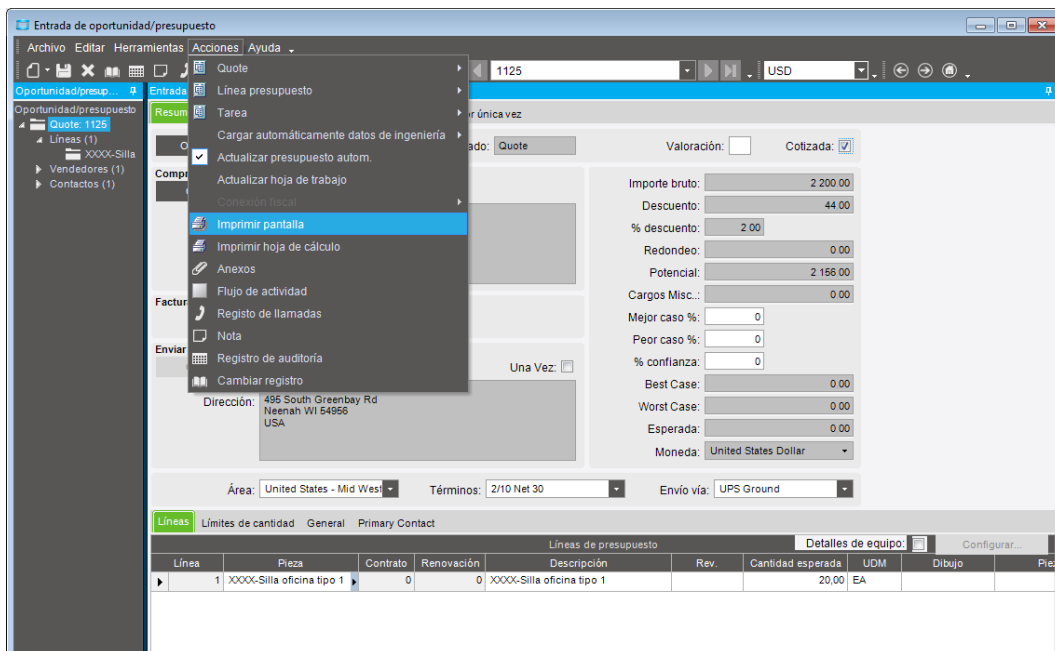 Entrada de oportunidad/presupuesto
Archivo Editar Herramientas Acciones Ayuda
1125 USD
Oportunidad/presup... Entrada
Oportunidad/presupuesto
Quote: 1125
Líneas (1)
XXXX-Silla
Vendedores (1)
Contactos (1)
Quote
Línea presupuesto
Tarea
Cargar automáticamente datos de ingeniería
Actualizar presupuesto autom.
Actualizar hoja de trabajo
Conexión fiscal
Imprimir pantalla
Imprimir hoja de cálculo
Anexos
Flujo de actividad
Registo de llamadas
Nota
Registro de auditoría
Cambiar registro
Resum única vez
ado: Quote Valoración: Cotizada:
Compr
Importe bruto: 2 200 00
Descuento: 44 00
% descuento: 2 00
Redondeo: 0 00
Potencial: 2 156 00
Cargos Misc..: 0 00
Mejor caso %: 0
Peor caso %: 0
% confianza: 0
Best Case: 0 00
Worst Case: 0 00
Esperada: 0 00
Moneda: United States Dollar
Factur
Enviar
Una Vez:
Dirección: 495 South Greenbay Rd
Neenah WI 54956
USA
Área: United States - Mid West Términos: 2/10 Net 30 Envío vía: UPS Ground
Líneas Límites de cantidad General Primary Contact
Líneas de presupuesto Detalles de equipo: Configurar...
Línea Pieza Contrato Renovación Descripción Rev. Cantidad esperada UDM Dibujo Pie
1 XXXX-Silla oficina tipo 1 0 0 XXXX-Silla oficina tipo 1 20,00 EA